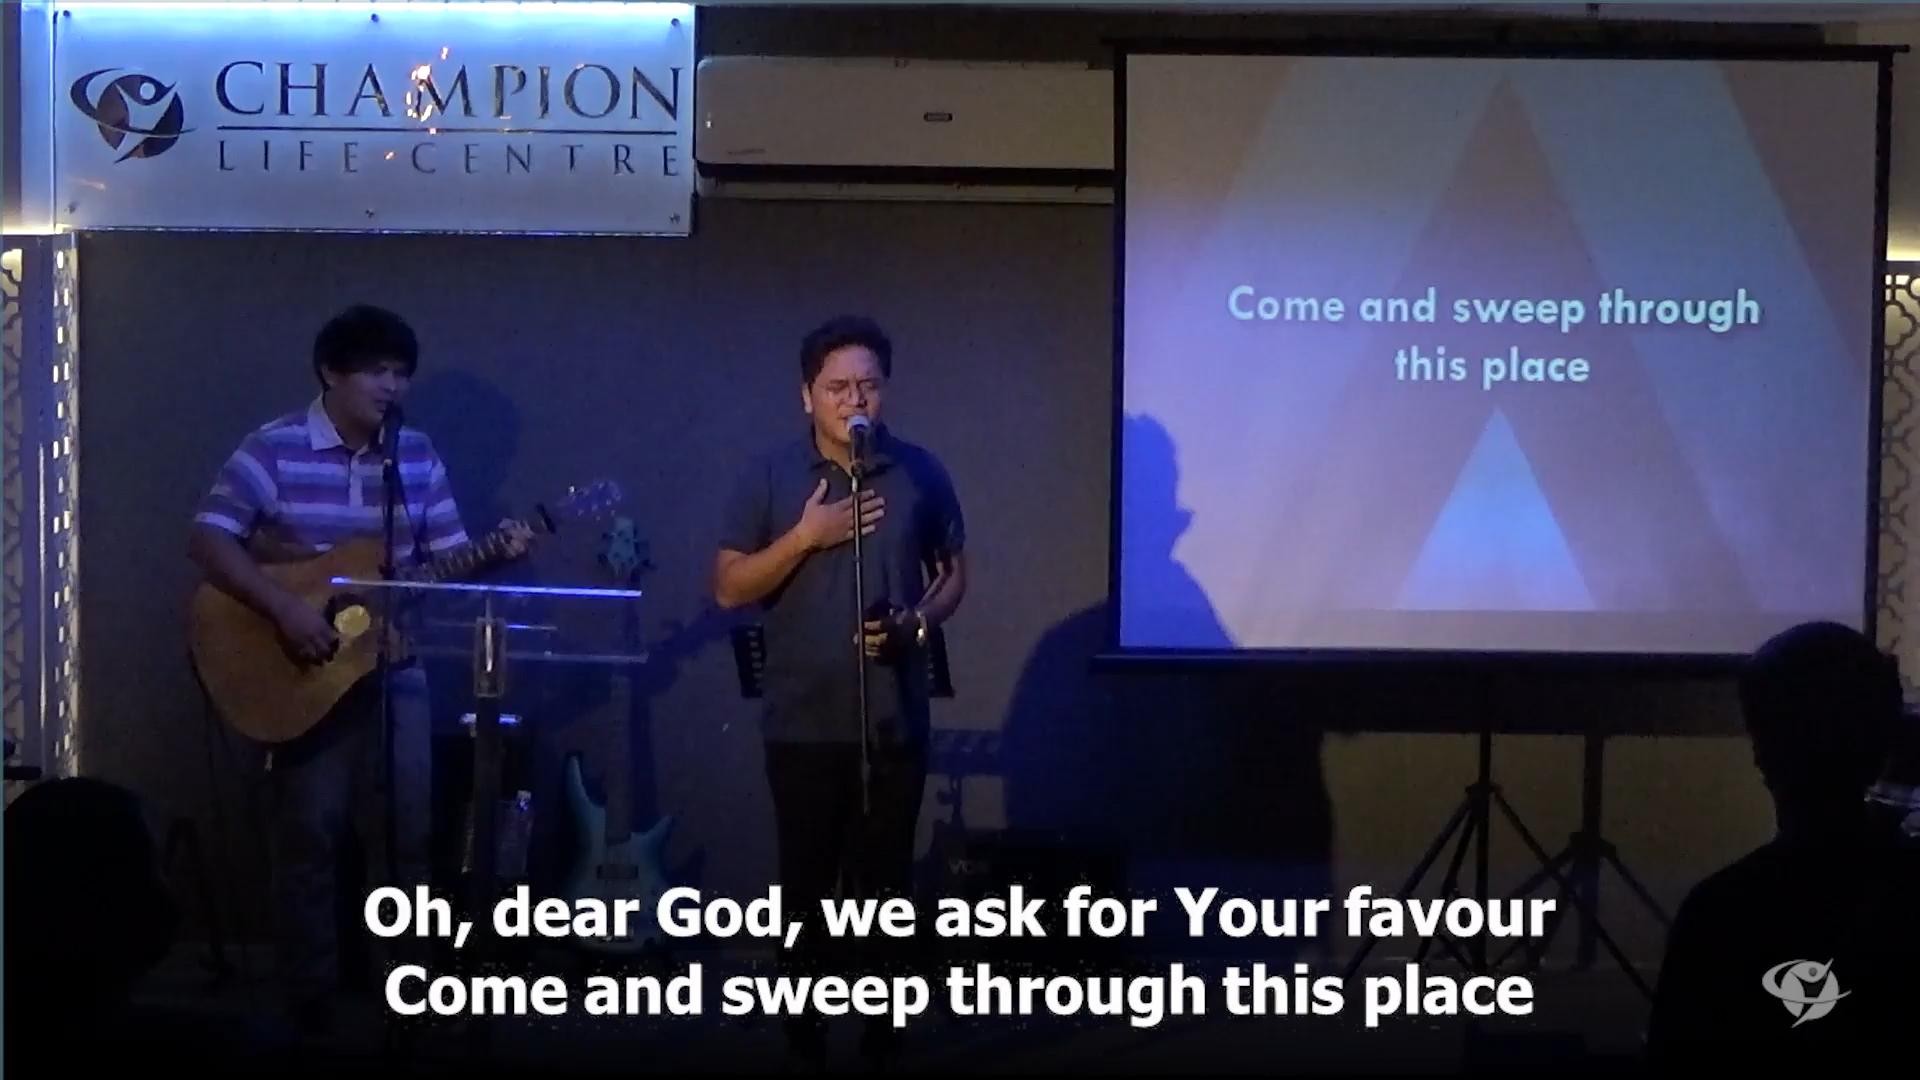 CHAMPION
LIFE CENTRE
Come and sweep through
this place
VOX
Oh, dear God, we ask for Your favour
Come and sweep through this place